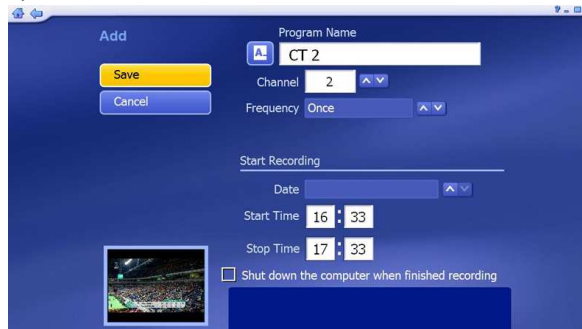 Add
Program Name
A
CT 2
Save
Channel 2
Cancel
Frequency Once
Start Recording
Date
Start Time 16 : 33
Stop Time 17 : 33
Shut down the computer when finished recording